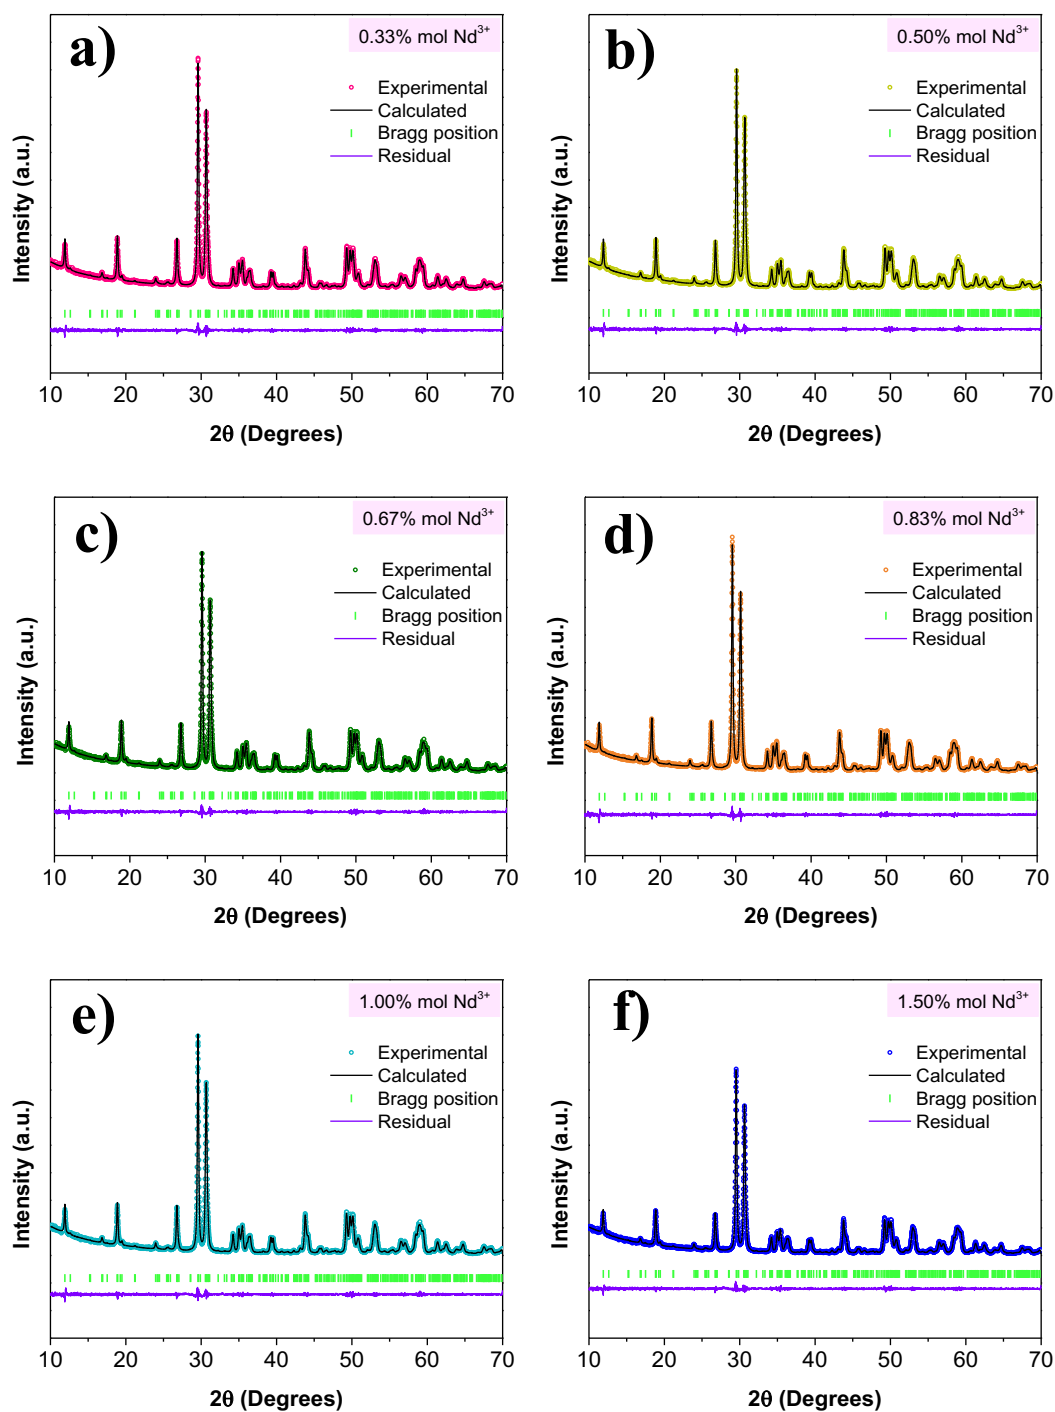 a)
0.33% mol Nd³⁺
Experimental
Calculated
Bragg position
Residual
Intensity (a.u.)
10 20 30 40 50 60 70
2θ (Degrees)
b)
0.50% mol Nd³⁺
Experimental
Calculated
Bragg position
Residual
Intensity (a.u.)
10 20 30 40 50 60 70
2θ (Degrees)
c)
0.67% mol Nd³⁺
Experimental
Calculated
Bragg position
Residual
Intensity (a.u.)
10 20 30 40 50 60 70
2θ (Degrees)
d)
0.83% mol Nd³⁺
Experimental
Calculated
Bragg position
Residual
Intensity (a.u.)
10 20 30 40 50 60 70
2θ (Degrees)
e)
1.00% mol Nd³⁺
Experimental
Calculated
Bragg position
Residual
Intensity (a.u.)
10 20 30 40 50 60 70
2θ (Degrees)
f)
1.50% mol Nd³⁺
Experimental
Calculated
Bragg position
Residual
Intensity (a.u.)
10 20 30 40 50 60 70
2θ (Degrees)